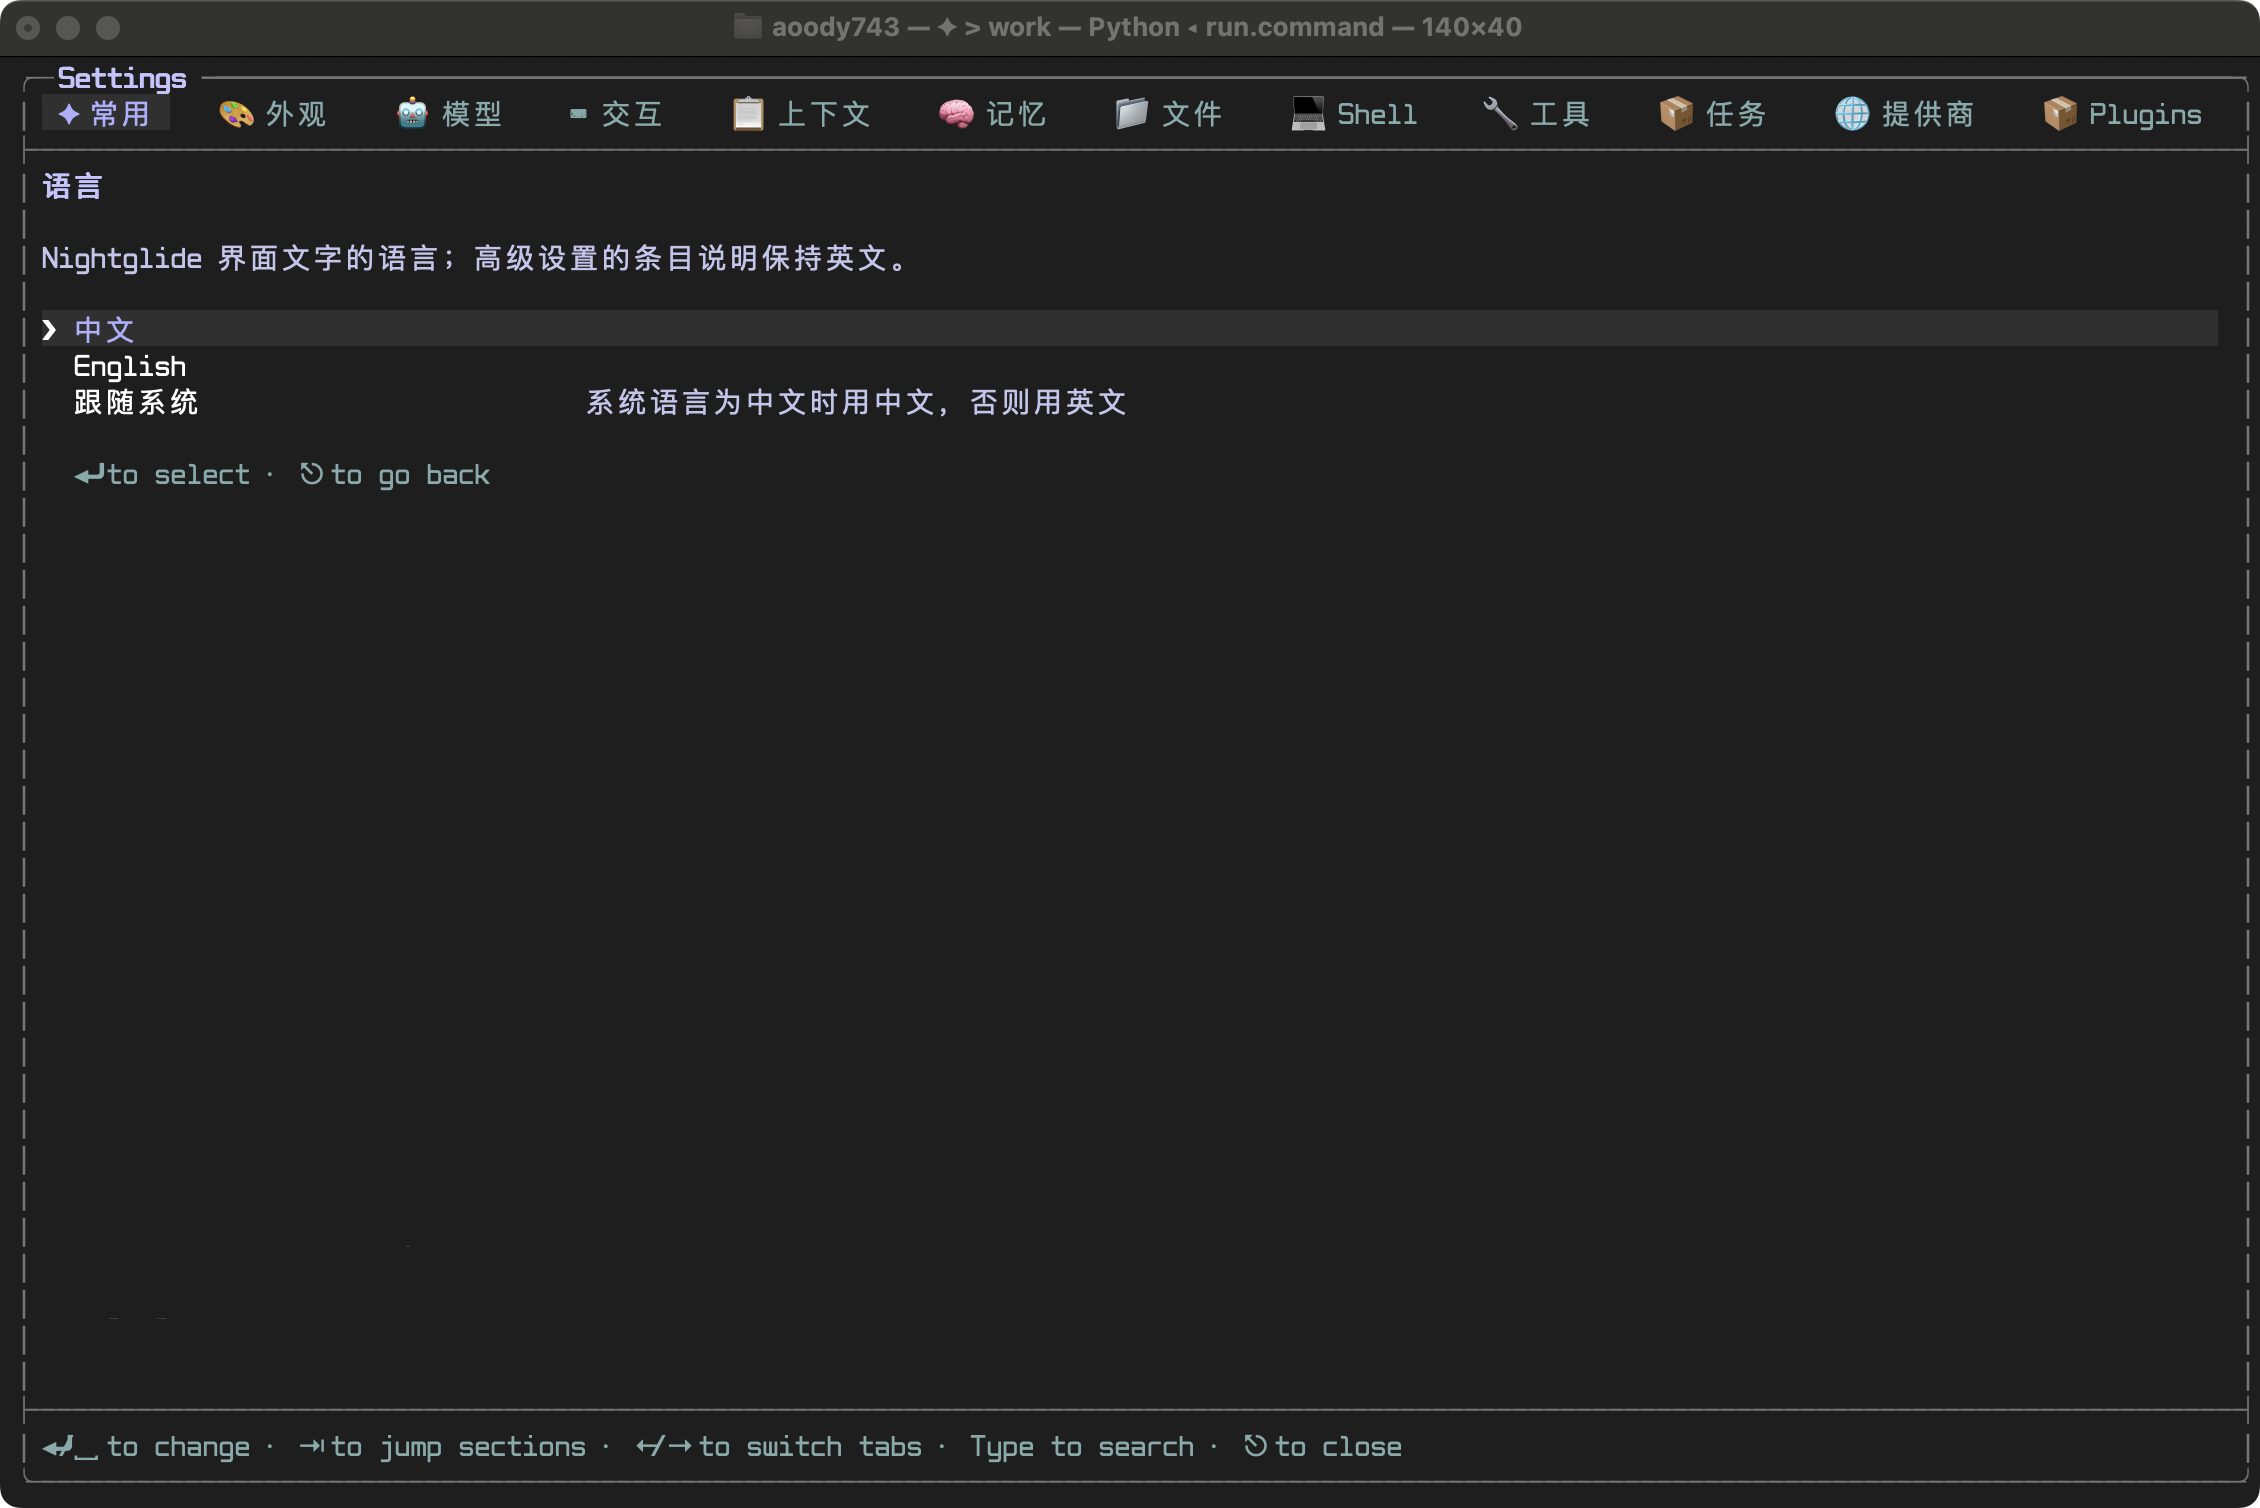 aoody743 — ✦ > work — Python ◂ run.command — 140×40
Settings
✦ 常用 外观 模型 交互 上下文 记忆 文件 Shell 工具 任务 提供商 Plugins
语言
Nightglide 界面文字的语言；高级设置的条目说明保持英文。
❯ 中文
English
跟随系统 系统语言为中文时用中文，否则用英文
to select · to go back
to change · to jump sections · ←/→ to switch tabs · Type to search · to close